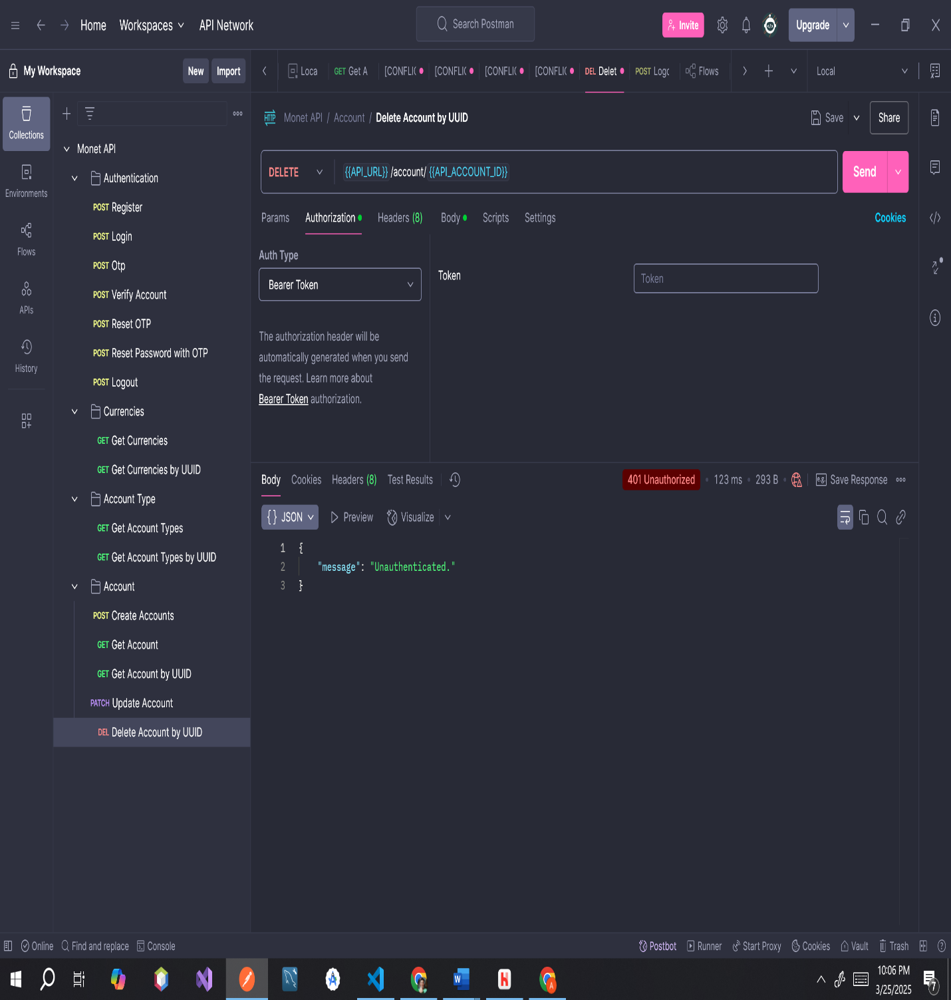 Home Workspaces API Network Search Postman Invite Upgrade
My Workspace New Import Loca GET Get A [CONFLIC [CONFLIC [CONFLIC [CONFLIC DEL Delet POST Logo Flows Local
Collections
Environments
Flows
APIs
History
Monet API
Authentication
POST Register
POST Login
POST Otp
POST Verify Account
POST Reset OTP
POST Reset Password with OTP
POST Logout
Currencies
GET Get Currencies
GET Get Currencies by UUID
Account Type
GET Get Account Types
GET Get Account Types by UUID
Account
POST Create Accounts
GET Get Account
GET Get Account by UUID
PATCH Update Account
DEL Delete Account by UUID
HTTP Monet API / Account / Delete Account by UUID Save Share
DELETE {{API_URL}} /account/ {{API_ACCOUNT_ID}} Send
Params Authorization Headers (8) Body Scripts Settings Cookies
Auth Type
Bearer Token
Token Token
The authorization header will be
automatically generated when you send
the request. Learn more about
Bearer Token authorization.
Body Cookies Headers (8) Test Results 401 Unauthorized 123 ms 293 B e.g. Save Response
{} JSON Preview Visualize
1 {
2 "message": "Unauthenticated."
3 }
Online Find and replace Console Postbot Runner Start Proxy Cookies Vault Trash
10:06 PM
3/25/2025
7